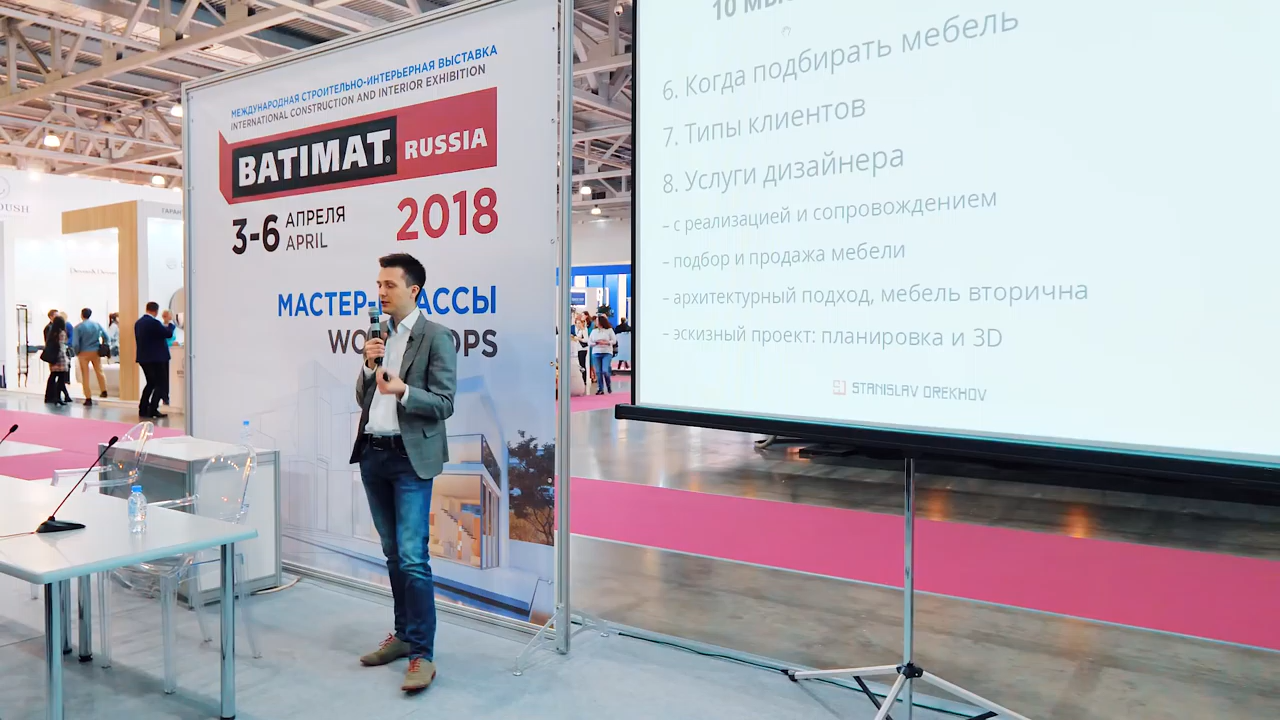 МЕЖДУНАРОДНАЯ СТРОИТЕЛЬНО-ИНТЕРЬЕРНАЯ ВЫСТАВКА
INTERNATIONAL CONSTRUCTION AND INTERIOR EXHIBITION
BATIMAT® RUSSIA
3-6 АПРЕЛЯ
APRIL
2018
10
6. Когда подбирать мебель
7. Типы клиентов
8. Услуги дизайнера
– с реализацией и сопровождением
– подбор и продажа мебели
– архитектурный подход, мебель вторична
– эскизный проект: планировка и 3D
STANISLAV OREKHOV